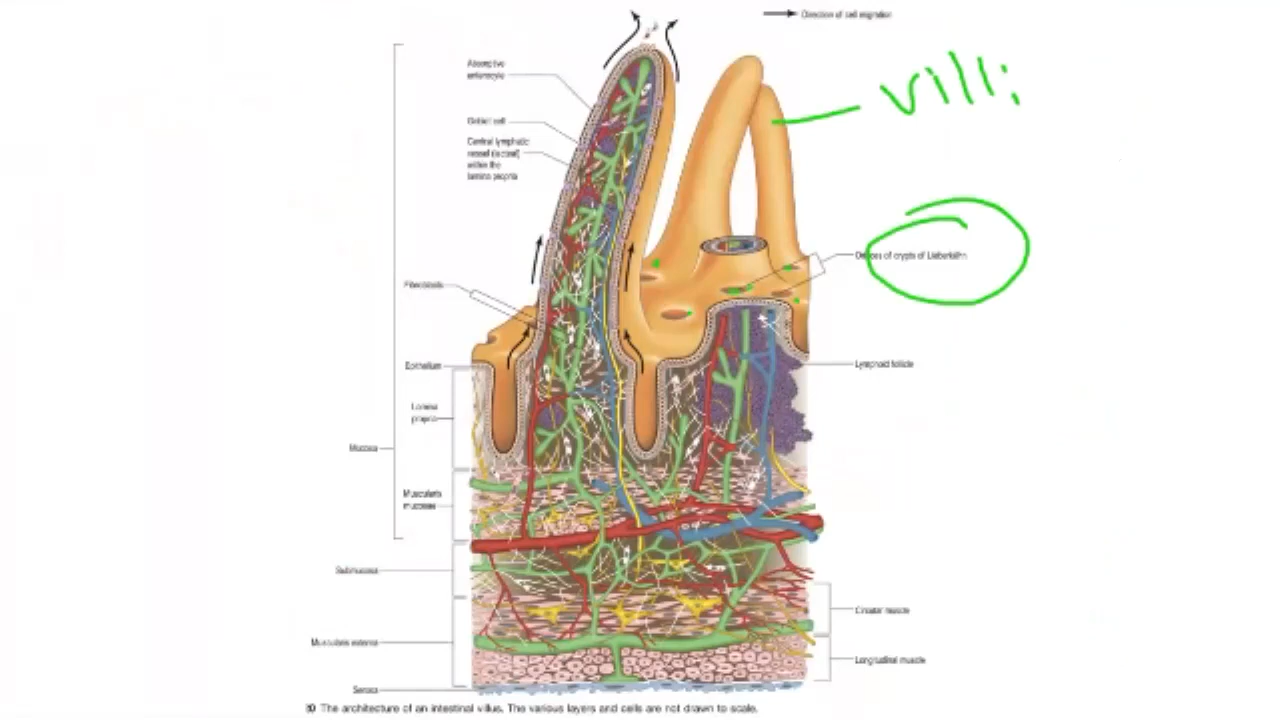 Direction of cell migration
Absorptive
enterocyte
villi
Goblet cell
Central lymphatic
vessel (lacteal)
within the
lamina propria
Orifices of crypts of Lieberkühn
Fibroblasts
Epithelium
Lymphoid follicle
Lamina
propria
Mucosa
Muscularis
mucosae
Submucosa
Circular muscle
Muscularis externa
Longitudinal muscle
Serosa
The architecture of an intestinal villus. The various layers and cells are not drawn to scale.